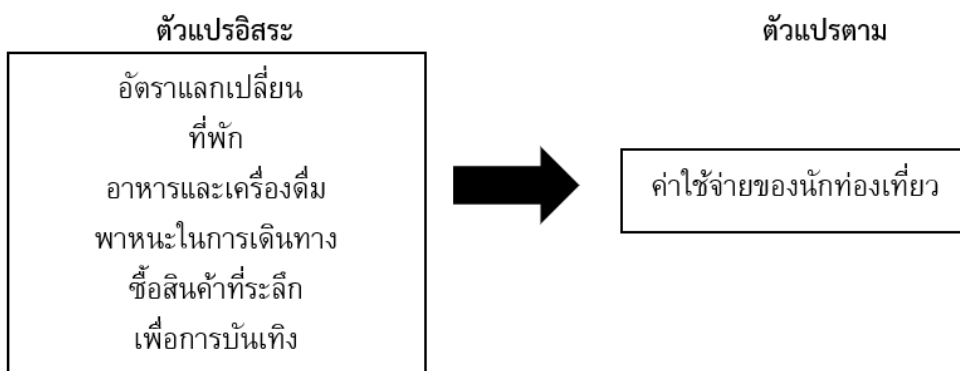 ตัวแปรอิสระ
ตัวแปรตาม
อัตราแลกเปลี่ยน
ที่พัก
อาหารและเครื่องดื่ม
พาหนะในการเดินทาง
ซื้อสินค้าที่ระลึก
เพื่อการบันเทิง
ค่าใช้จ่ายของนักท่องเที่ยว